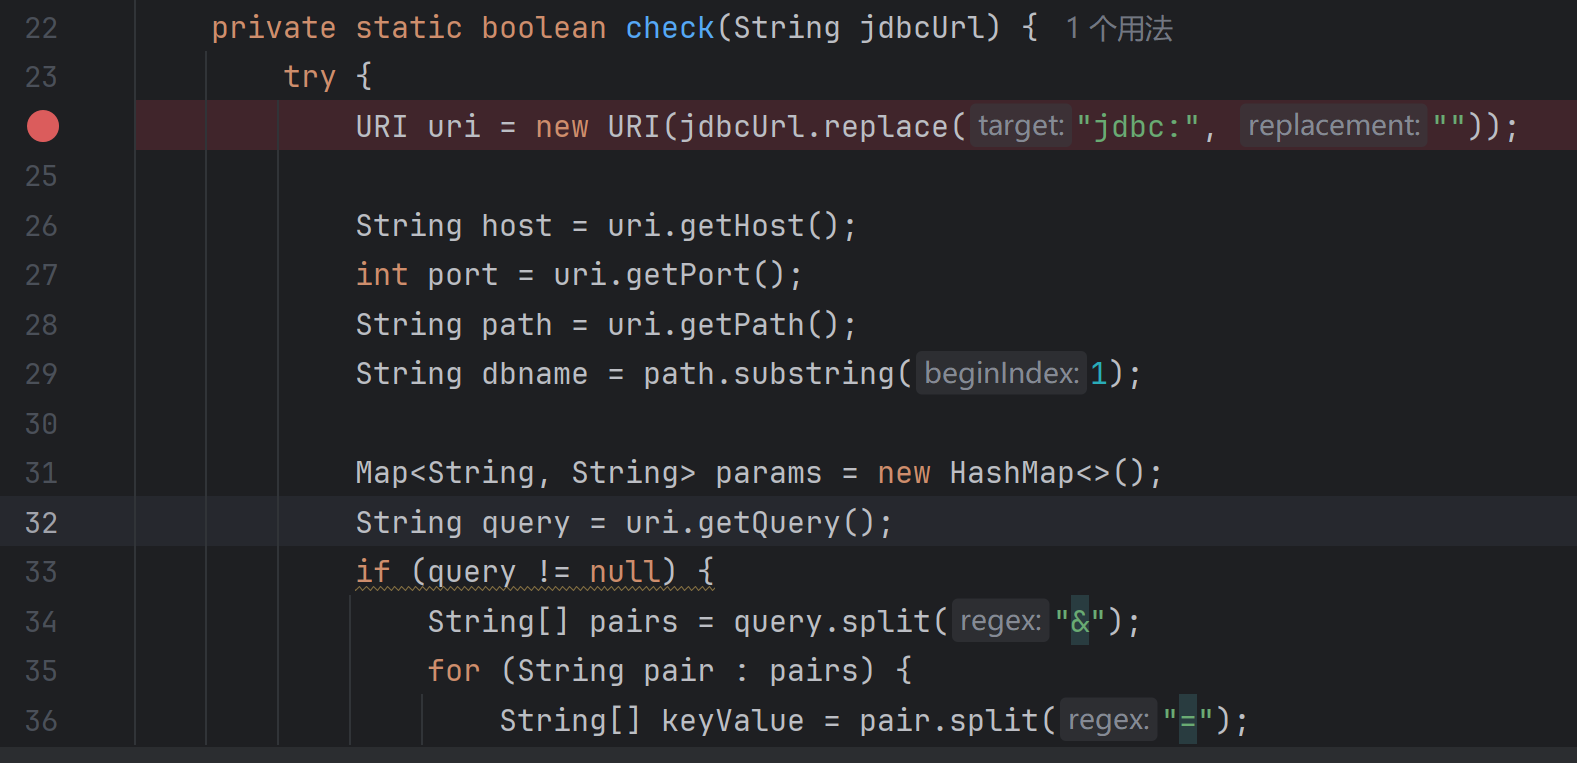 22 private static boolean check(String jdbcUrl) { 1 个用法
23 try {
URI uri = new URI(jdbcUrl.replace( target: "jdbc:", replacement: ""));
25
26 String host = uri.getHost();
27 int port = uri.getPort();
28 String path = uri.getPath();
29 String dbname = path.substring( beginIndex: 1);
30
31 Map<String, String> params = new HashMap<>();
32 String query = uri.getQuery();
33 if (query != null) {
34 String[] pairs = query.split( regex: "&");
35 for (String pair : pairs) {
36 String[] keyValue = pair.split( regex: "=");